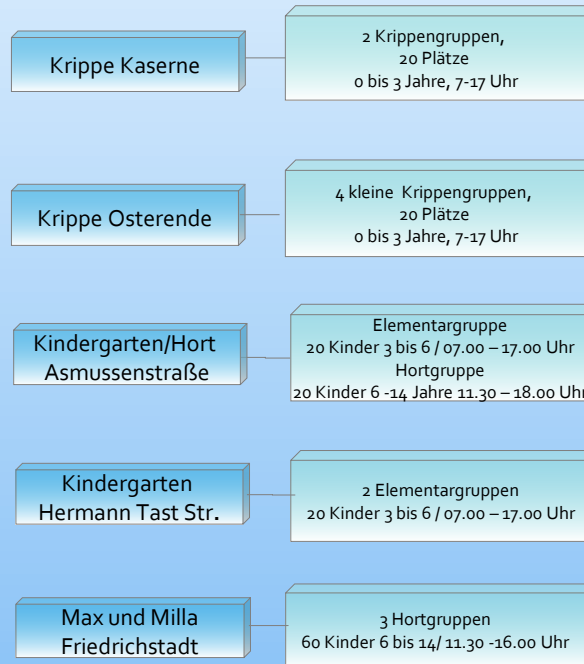 Krippe Kaserne
2 Krippengruppen,
20 Plätze
0 bis 3 Jahre, 7-17 Uhr
Krippe Osterende
4 kleine Krippengruppen,
20 Plätze
0 bis 3 Jahre, 7-17 Uhr
Kindergarten/Hort
Asmussenstraße
Elementargruppe
20 Kinder 3 bis 6 / 07.00 – 17.00 Uhr
Hortgruppe
20 Kinder 6 -14 Jahre 11.30 – 18.00 Uhr
Kindergarten
Hermann Tast Str.
2 Elementargruppen
20 Kinder 3 bis 6 / 07.00 – 17.00 Uhr
Max und Milla
Friedrichstadt
3 Hortgruppen
60 Kinder 6 bis 14/ 11.30 -16.00 Uhr